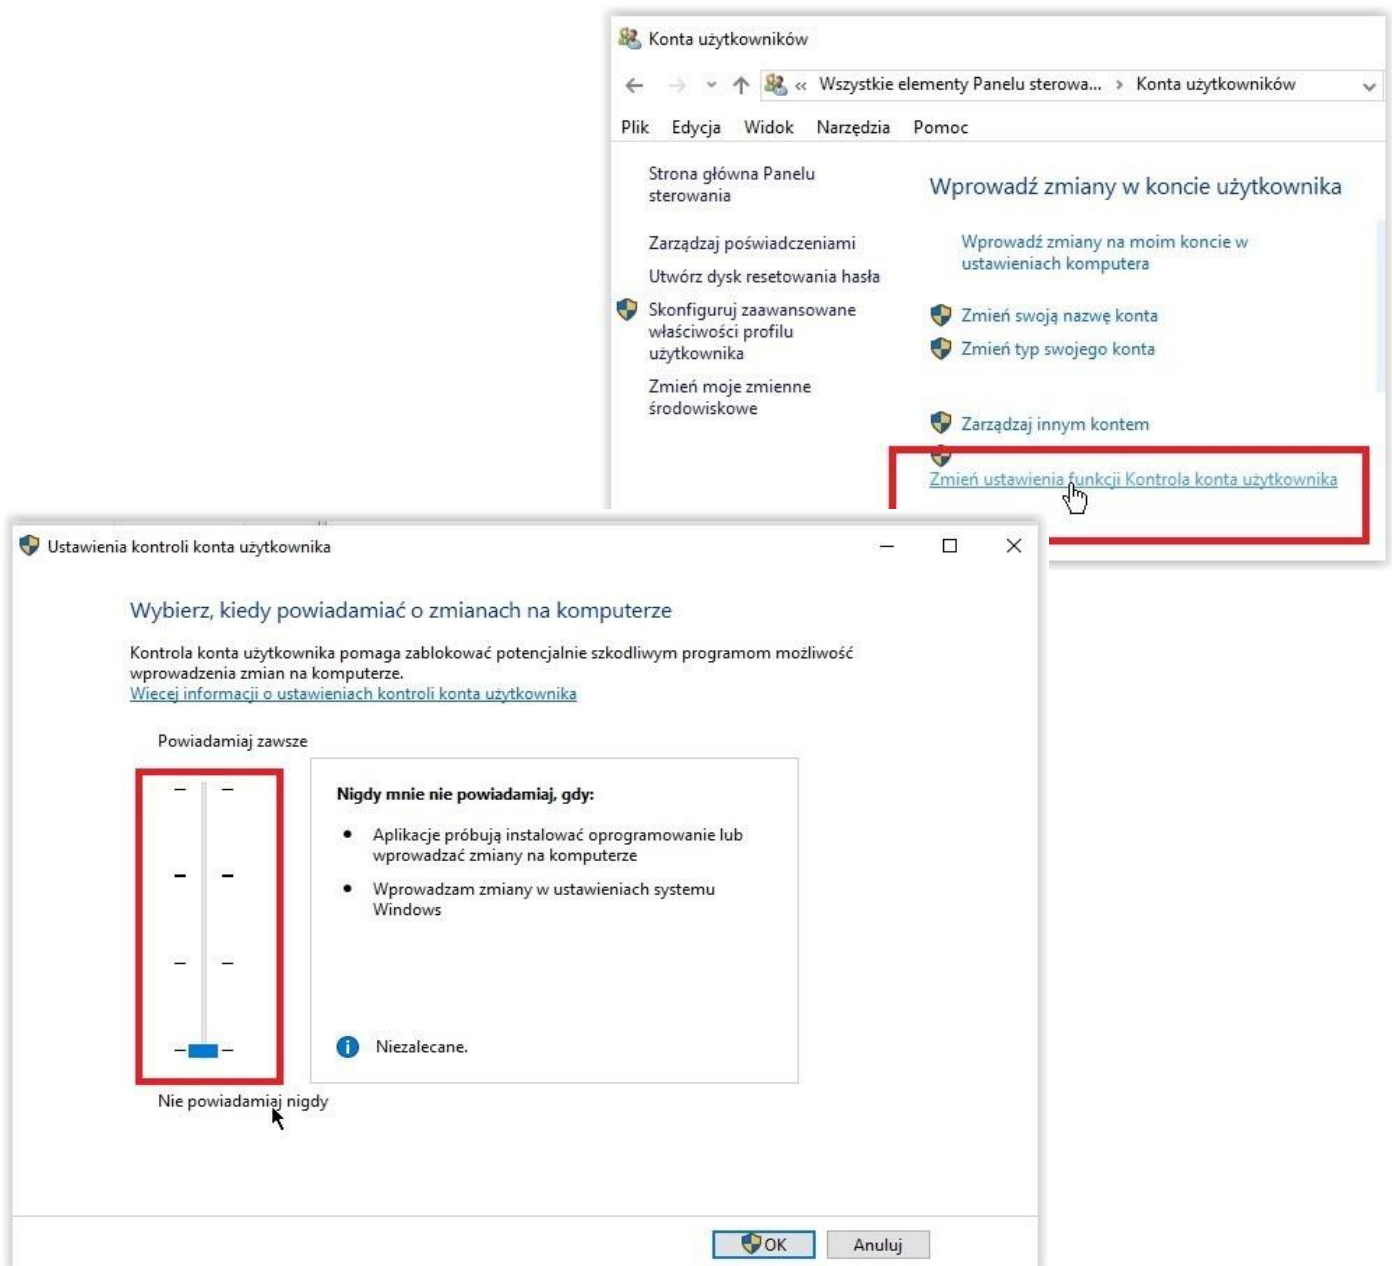 Konta użytkowników
« Wszystkie elementy Panelu sterowa... › Konta użytkowników
Plik Edycja Widok Narzędzia Pomoc
Strona główna Panelu
sterowania
Zarządzaj poświadczeniami
Utwórz dysk resetowania hasła
Skonfiguruj zaawansowane
właściwości profilu
użytkownika
Zmień moje zmienne
środowiskowe
Wprowadź zmiany w koncie użytkownika
Wprowadź zmiany na moim koncie w
ustawieniach komputera
Zmień swoją nazwę konta
Zmień typ swojego konta
Zarządzaj innym kontem
Zmień ustawienia funkcji Kontrola konta użytkownika
Ustawienia kontroli konta użytkownika
Wybierz, kiedy powiadamiać o zmianach na komputerze
Kontrola konta użytkownika pomaga zablokować potencjalnie szkodliwym programom możliwość
wprowadzenia zmian na komputerze.
Więcej informacji o ustawieniach kontroli konta użytkownika
Powiadamiaj zawsze
Nigdy mnie nie powiadamiaj, gdy:
• Aplikacje próbują instalować oprogramowanie lub
wprowadzać zmiany na komputerze
• Wprowadzam zmiany w ustawieniach systemu
Windows
Niezalecane.
Nie powiadamiaj nigdy
OK Anuluj